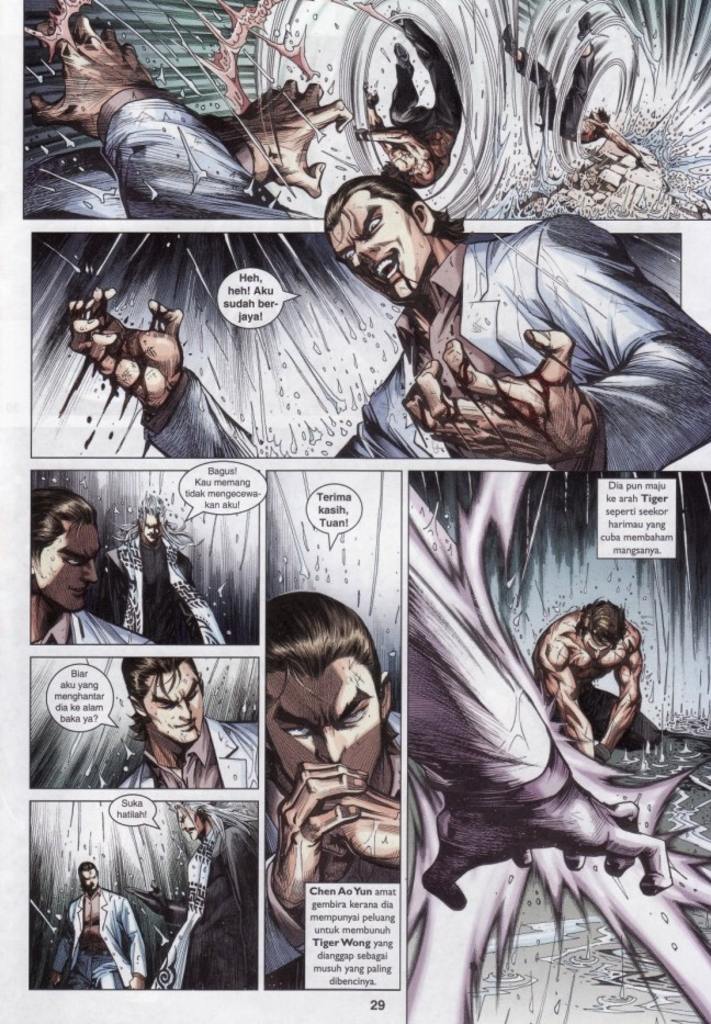 Heh,
heh! Aku
sudah ber-
jaya!
Bagus!
Kau memang
tidak mengecewa-
kan aku!
Biar
aku yang
menghantar
dia ke alam
baka ya?
Suka
hatilah!
Terima
kasih,
Tuan!
Chen Ao Yun amat
gembira kerana dia
mempunyai peluang
untuk membunuh
Tiger Wong yang
dianggap sebagai
musuh yang paling
dibencinya.
Dia pun maju
ke arah Tiger
seperti seekor
harimau yang
cuba membaham
mangsanya.
29